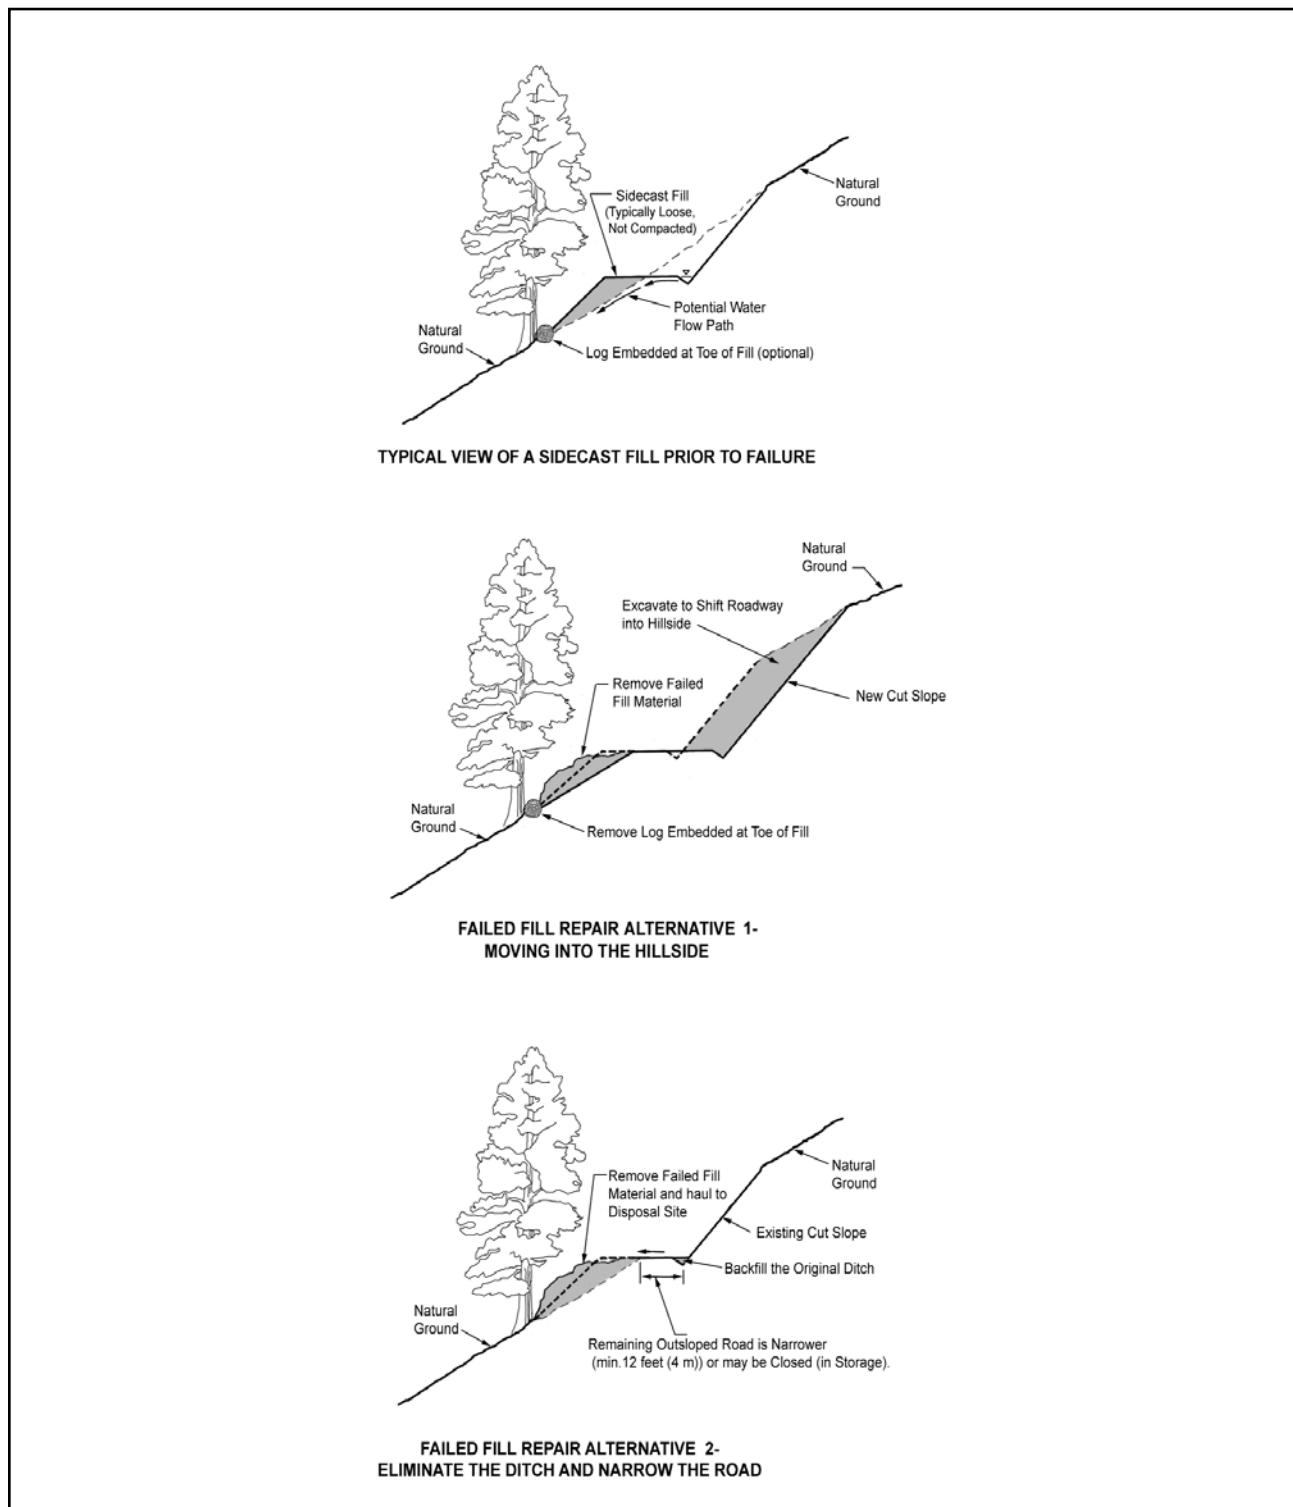 Sidecast Fill
(Typically Loose,
Not Compacted)
Natural
Ground
Potential Water
Flow Path
Natural
Ground
Log Embedded at Toe of Fill (optional)
TYPICAL VIEW OF A SIDECAST FILL PRIOR TO FAILURE
Natural
Ground
Excavate to Shift Roadway
into Hillside
Remove Failed
Fill Material
New Cut Slope
Natural
Ground
Remove Log Embedded at Toe of Fill
FAILED FILL REPAIR ALTERNATIVE 1-
MOVING INTO THE HILLSIDE
Natural
Ground
Remove Failed Fill
Material and haul to
Disposal Site
Existing Cut Slope
Backfill the Original Ditch
Natural
Ground
Remaining Outsloped Road is Narrower
(min.12 feet (4 m)) or may be Closed (in Storage).
FAILED FILL REPAIR ALTERNATIVE 2-
ELIMINATE THE DITCH AND NARROW THE ROAD